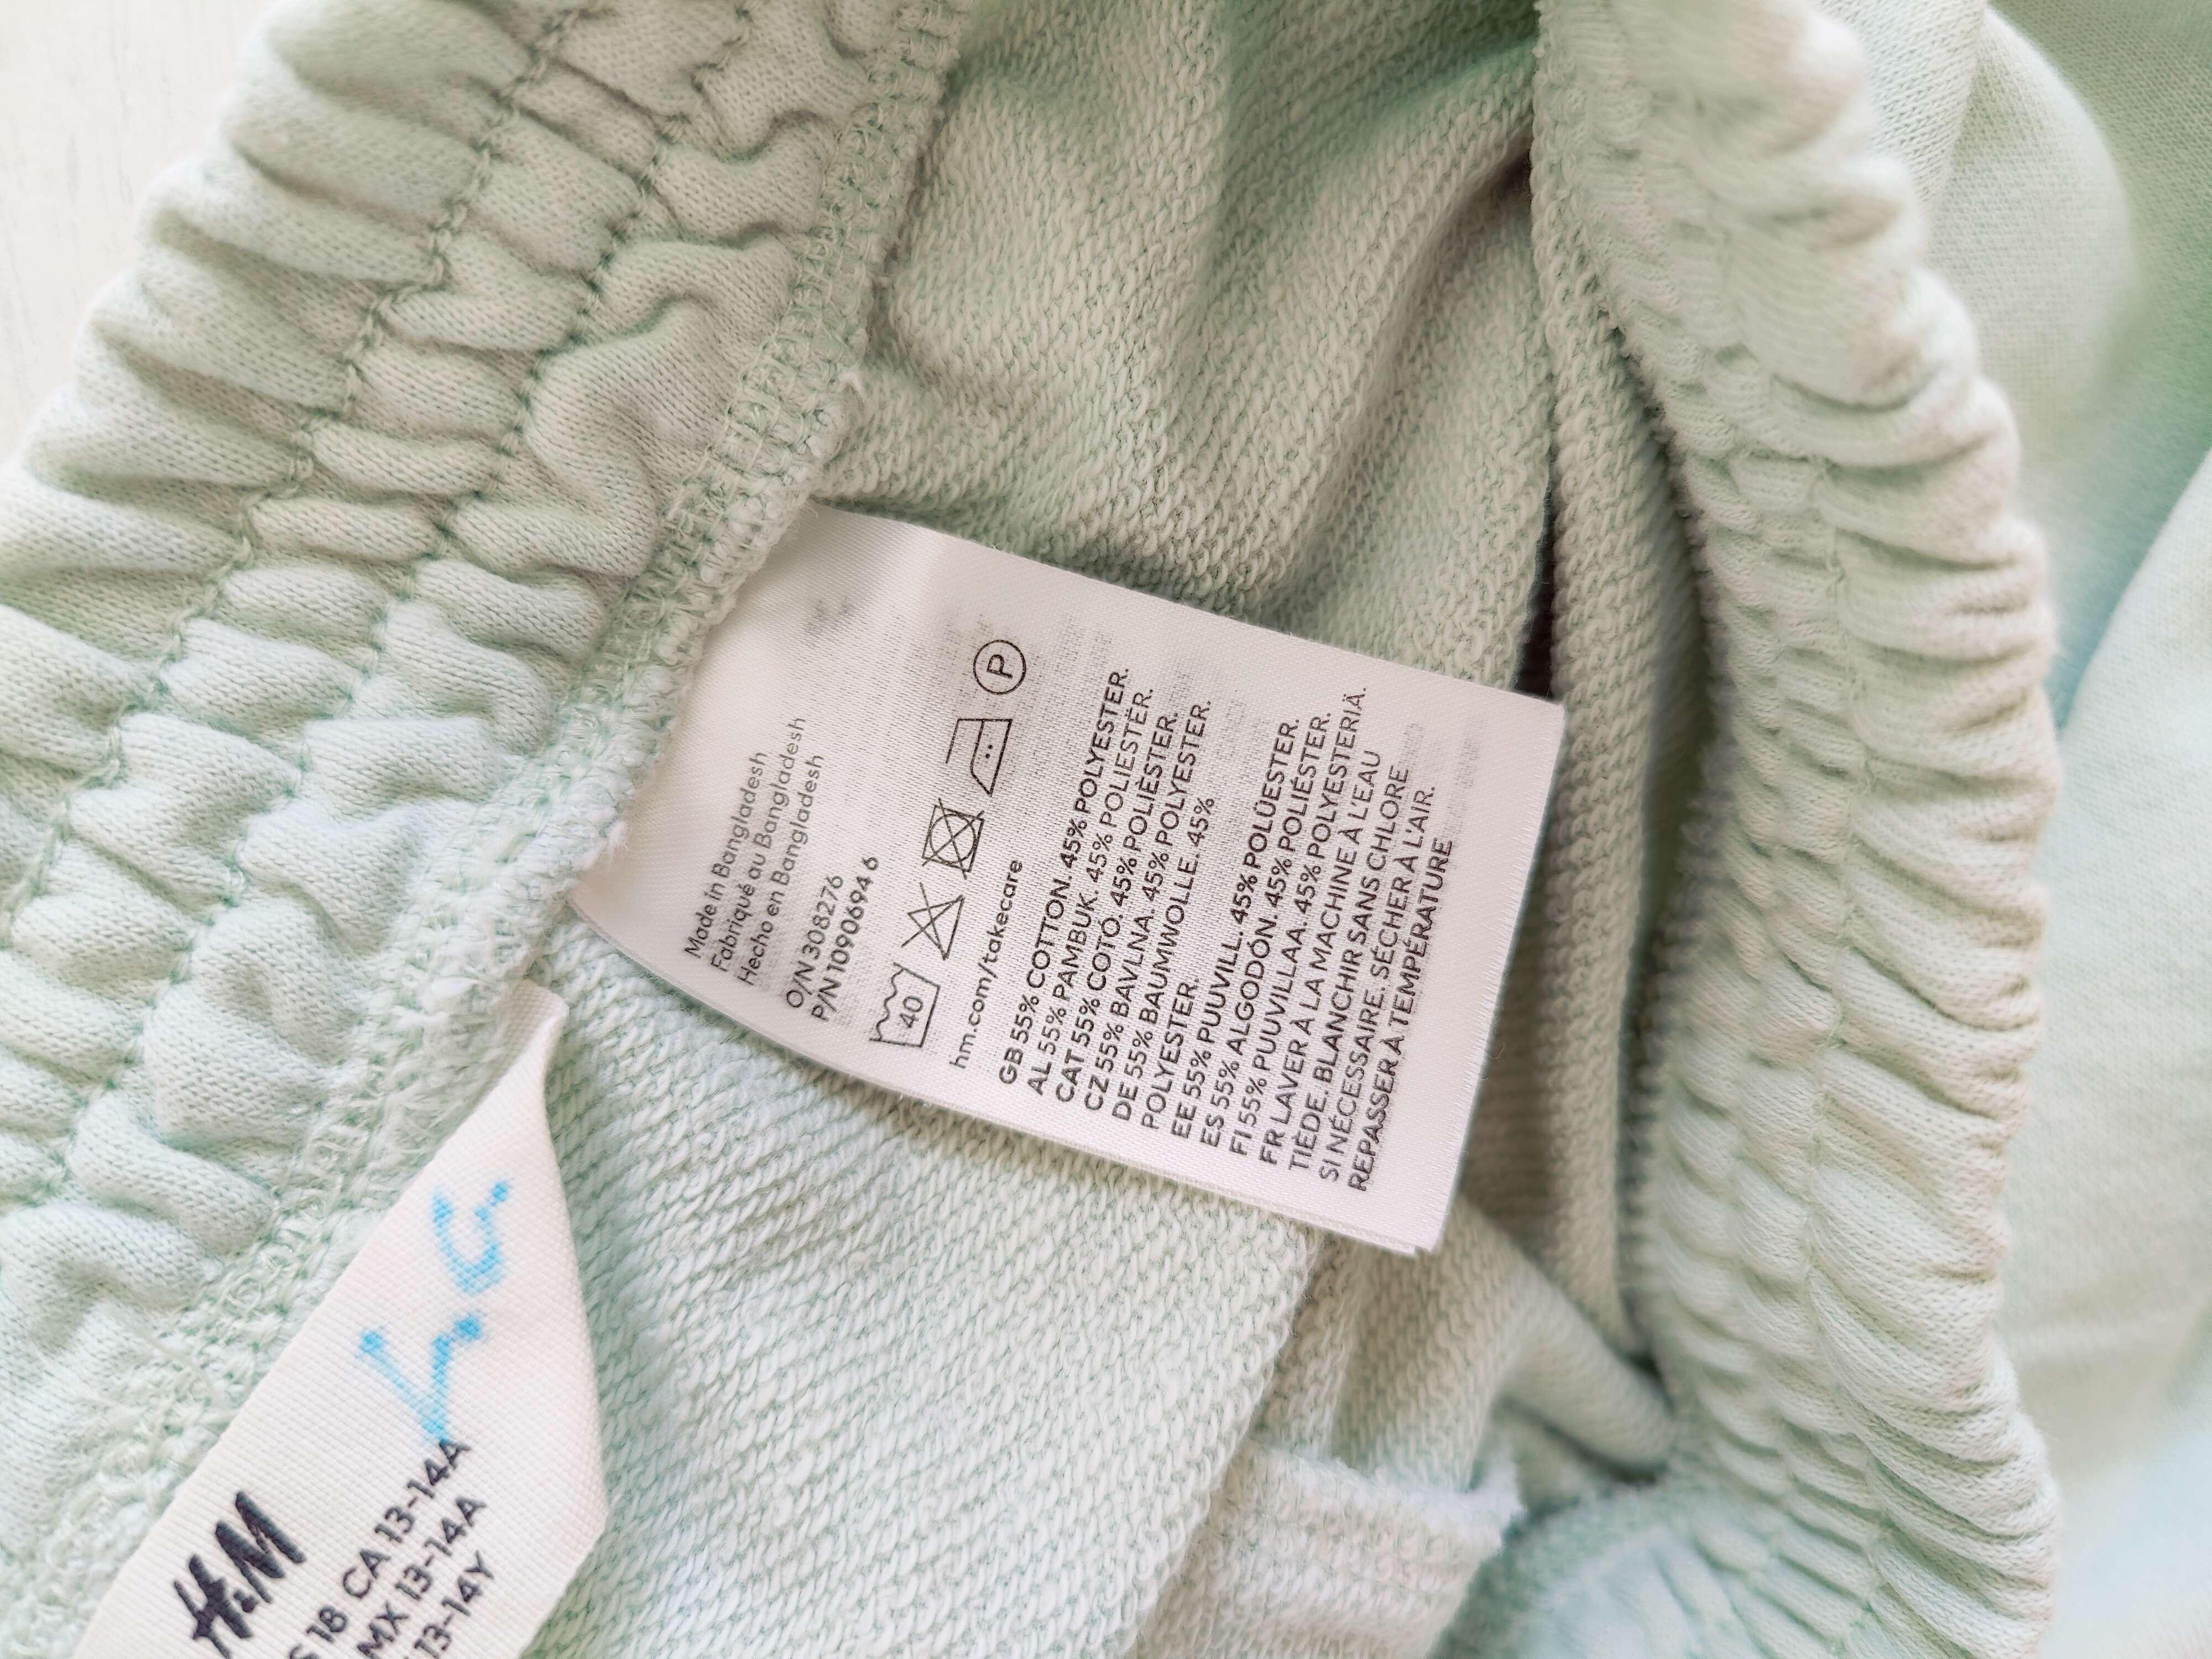 Made in Bangladesh
Fabriqué au Bangladesh
Hecho en Bangladesh
O/N 308276
P/N 1090694 6
40
P
hm.com/takecare
GB 55% COTTON. 45% POLYESTER.
AL 55% PAMBUK. 45% POLIESTËR.
CAT 55% COTÓ. 45% POLIÈSTER.
CZ 55% BAVLNA. 45% POLYESTER.
DE 55% BAUMWOLLE. 45%
POLYESTER.
EE 55% PUUVILL. 45% POLÜESTER.
ES 55% ALGODÓN. 45% POLIÉSTER.
FI 55% PUUVILLAA. 45% POLYESTERIÄ.
FR LAVER À LA MACHINE À L'EAU
TIÈDE. BLANCHIR SANS CHLORE
SI NÉCESSAIRE. SÉCHER À L'AIR.
REPASSER À TEMPÉRATURE
H&M
18 CA 13-14A
MX 13-14A
13-14Y